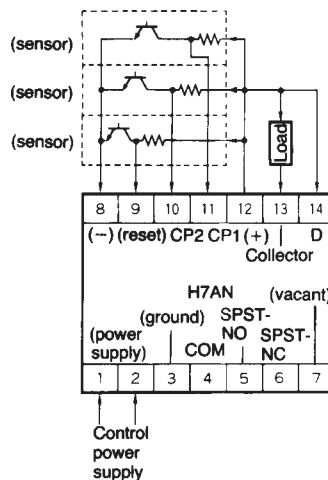 (sensor)
(sensor)
(sensor)
Load
8 9 10 11 12 13 14
(−) (reset) CP2 CP1 (+) D
Collector
H7AN (vacant)
(ground) SPST-
(power NO SPST-
supply) COM NC
1 2 3 4 5 6 7
Control
power
supply